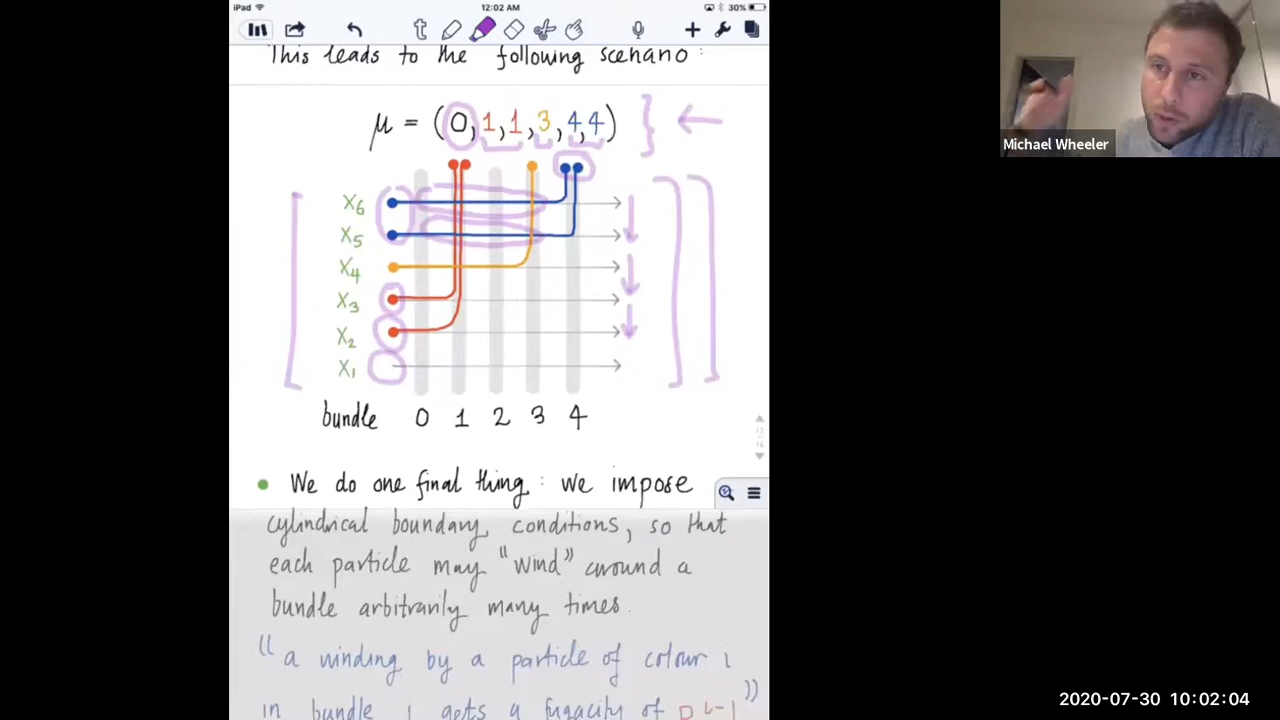 iPad 12:02 AM 30%
This leads to the following scenario :
μ = (0, 1, 1, 3, 4, 4)
Michael Wheeler
X6
X5
X4
X3
X2
X1
bundle 0 1 2 3 4
• We do one final thing : we impose
cylindrical boundary conditions, so that
each particle may "wind" around a
bundle arbitrarily many times.
"a winding by a particle of colour i
in bundle j gets a fugacity of
2020-07-30 10:02:04